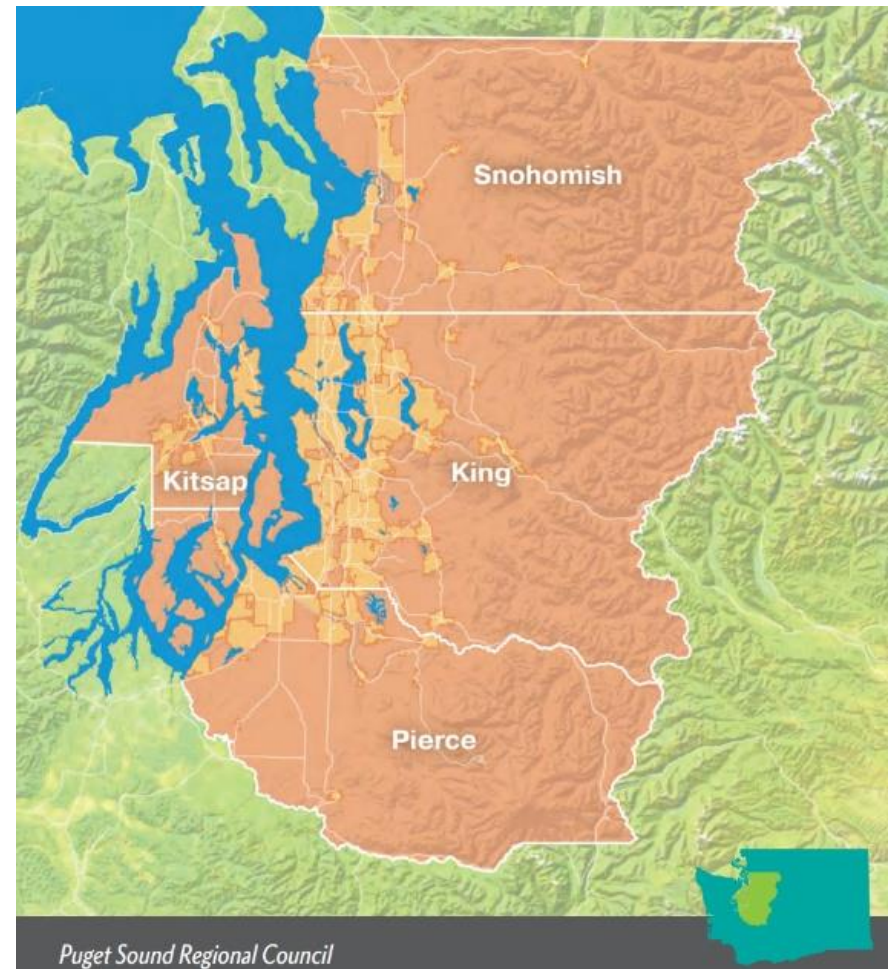 Snohomish
King
Kitsap
Pierce
Puget Sound Regional Council